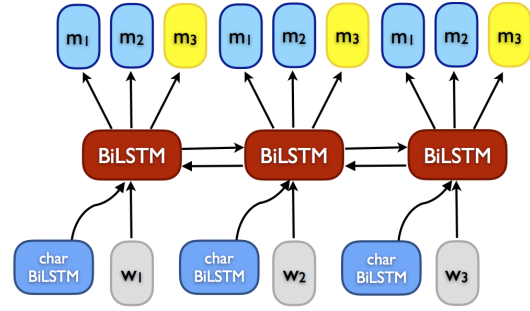 m1 m2 m3 m1 m2 m3 m1 m2 m3
BiLSTM BiLSTM BiLSTM
char
BiLSTM
w1
char
BiLSTM
w2
char
BiLSTM
w3